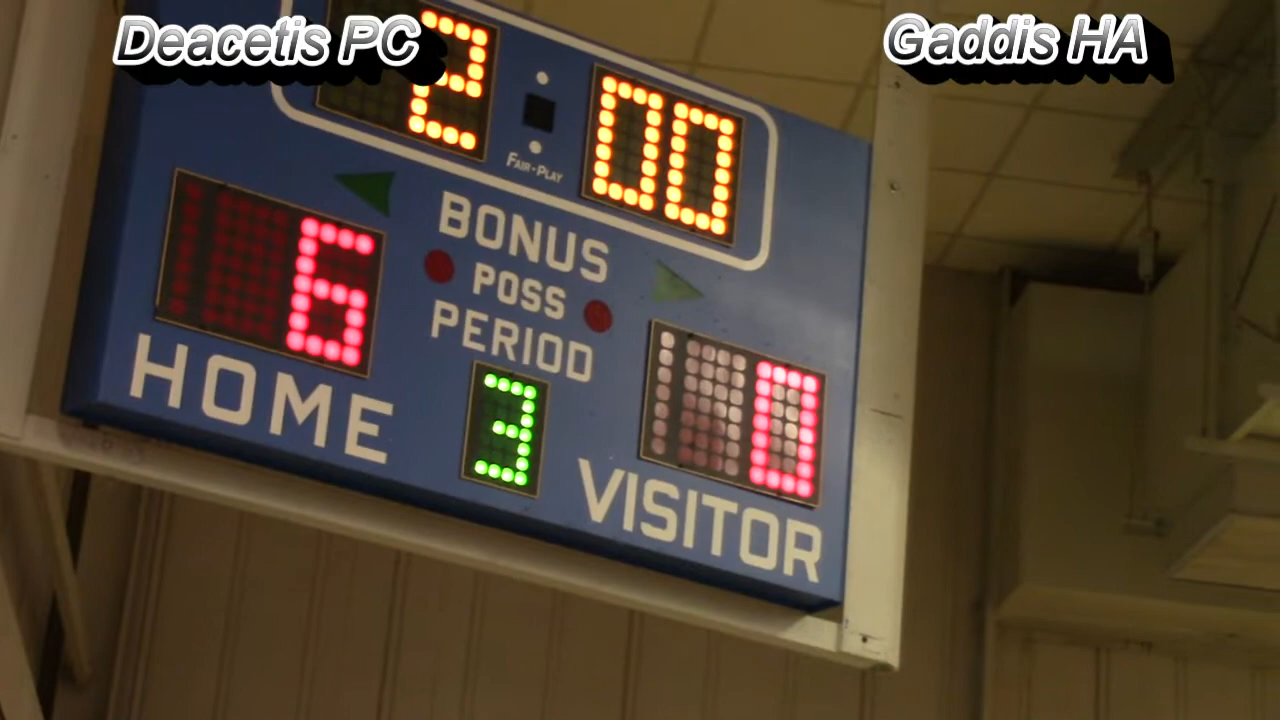 Deacetis PC
Gaddis HA
2:00
FAIR-PLAY
BONUS
POSS
PERIOD
6
HOME
3
0
VISITOR